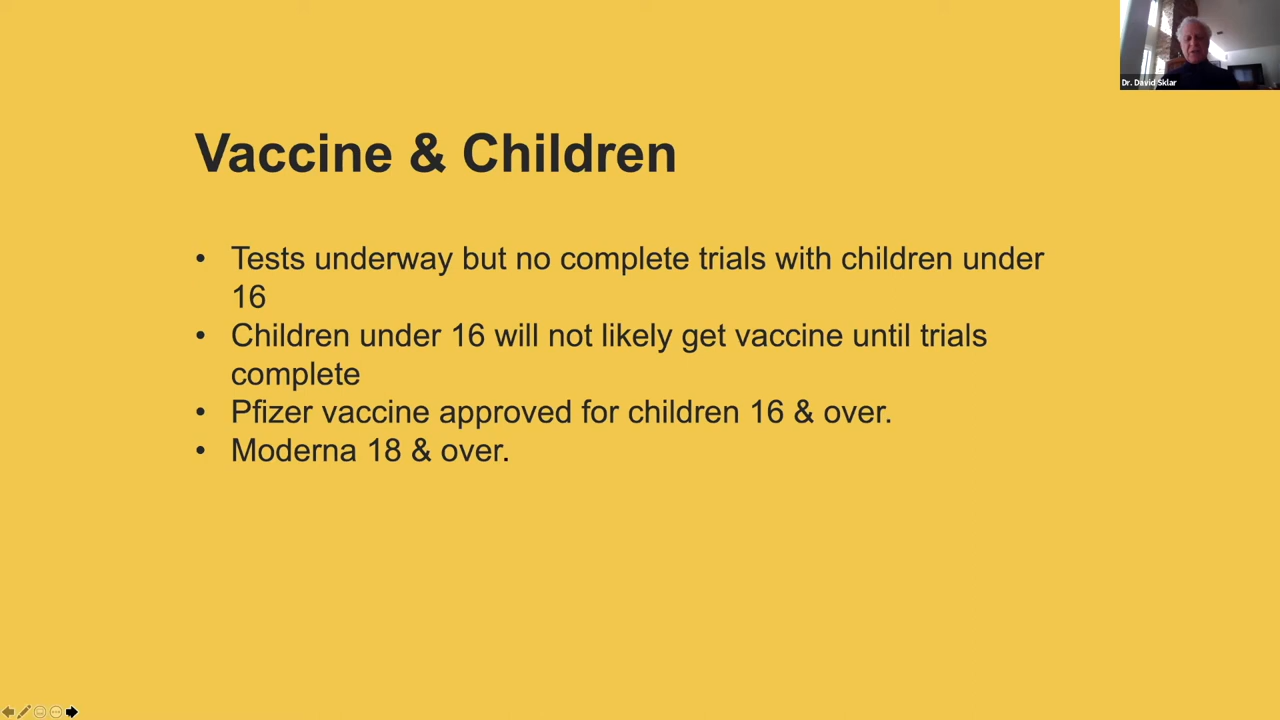 Dr. David Sklar
Vaccine & Children
• Tests underway but no complete trials with children under
16
• Children under 16 will not likely get vaccine until trials
complete
• Pfizer vaccine approved for children 16 & over.
• Moderna 18 & over.